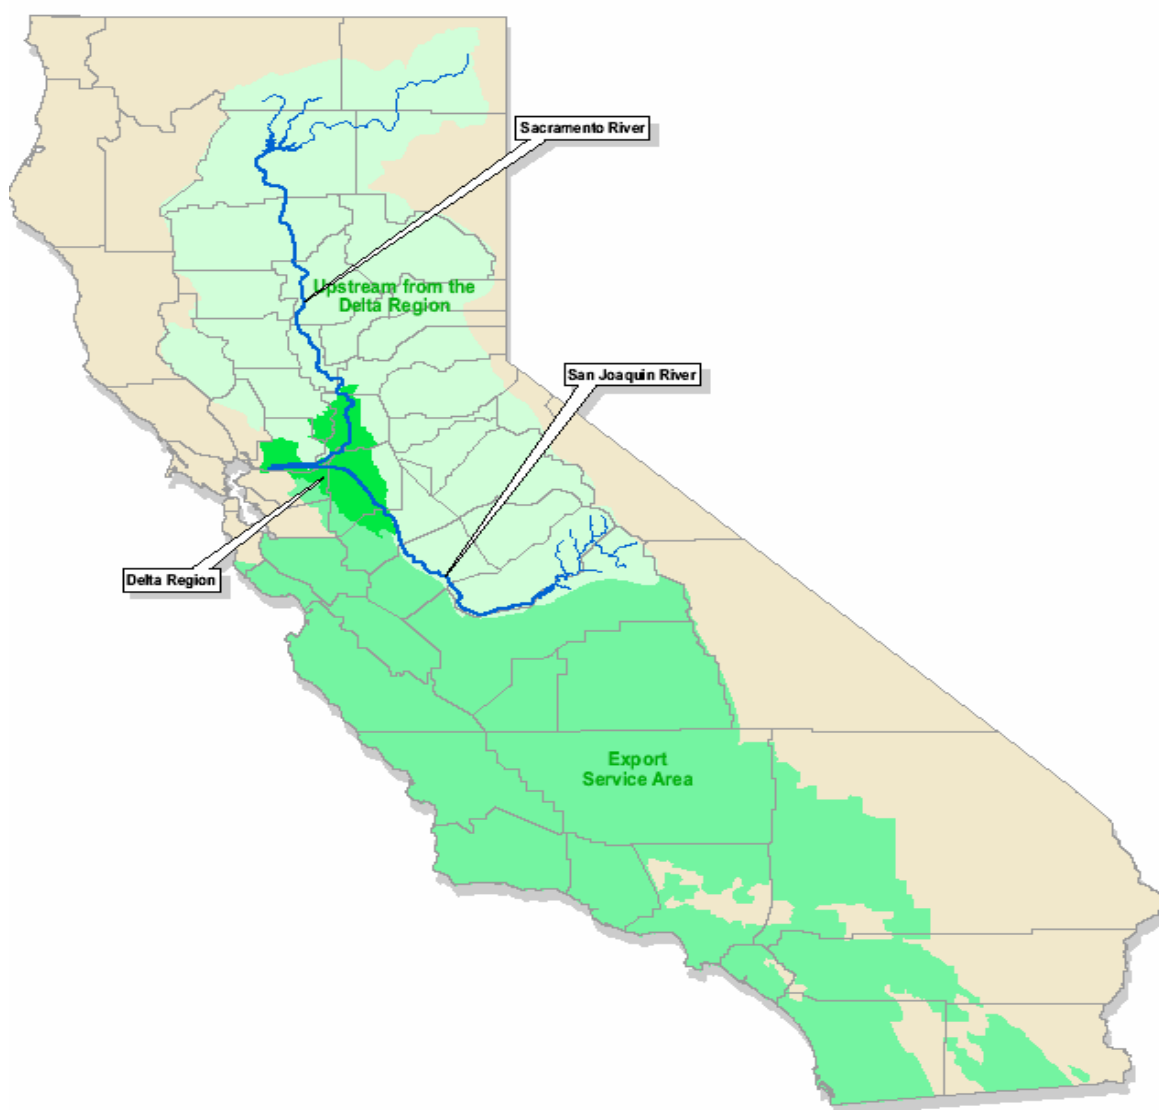 Sacramento River
Upstream from the
Delta Region
San Joaquin River
Delta Region
Export
Service Area